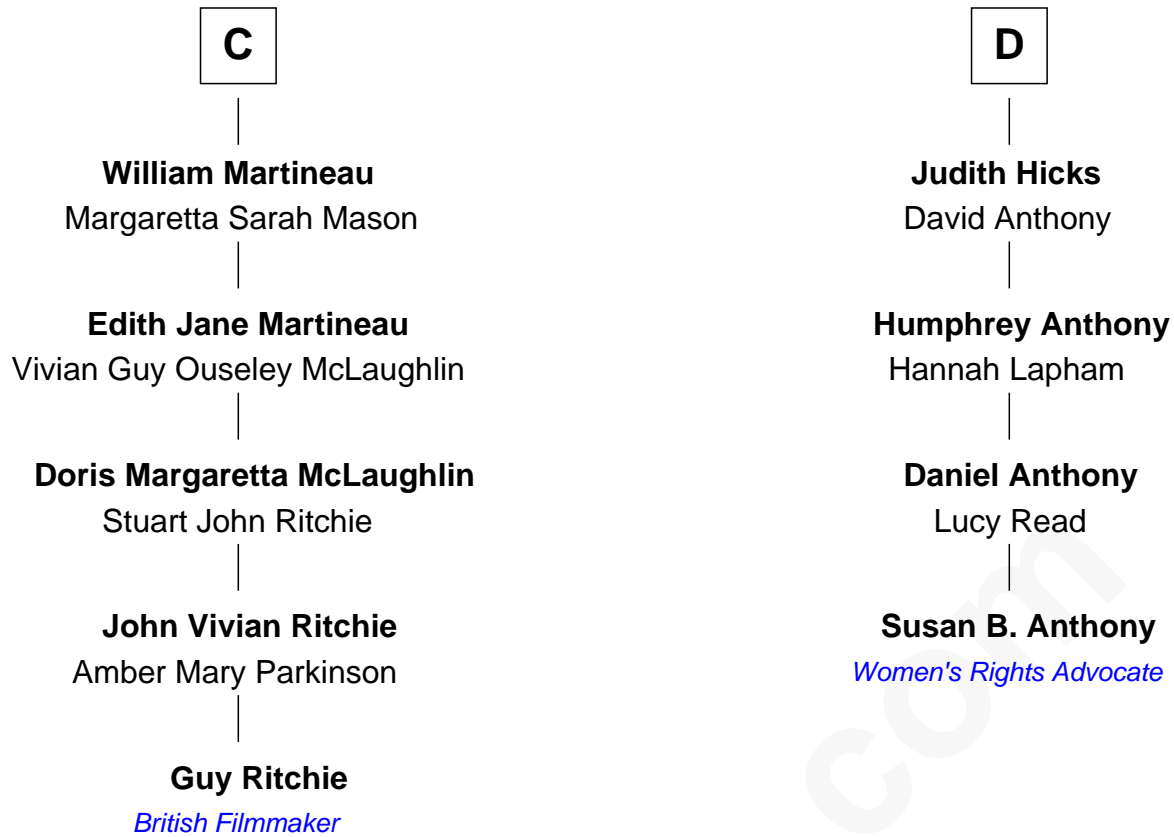 C
William Martineau
Margaretta Sarah Mason
Edith Jane Martineau
Vivian Guy Ouseley McLaughlin
Doris Margaretta McLaughlin
Stuart John Ritchie
John Vivian Ritchie
Amber Mary Parkinson
Guy Ritchie
British Filmmaker
D
Judith Hicks
David Anthony
Humphrey Anthony
Hannah Lapham
Daniel Anthony
Lucy Read
Susan B. Anthony
Women's Rights Advocate
com